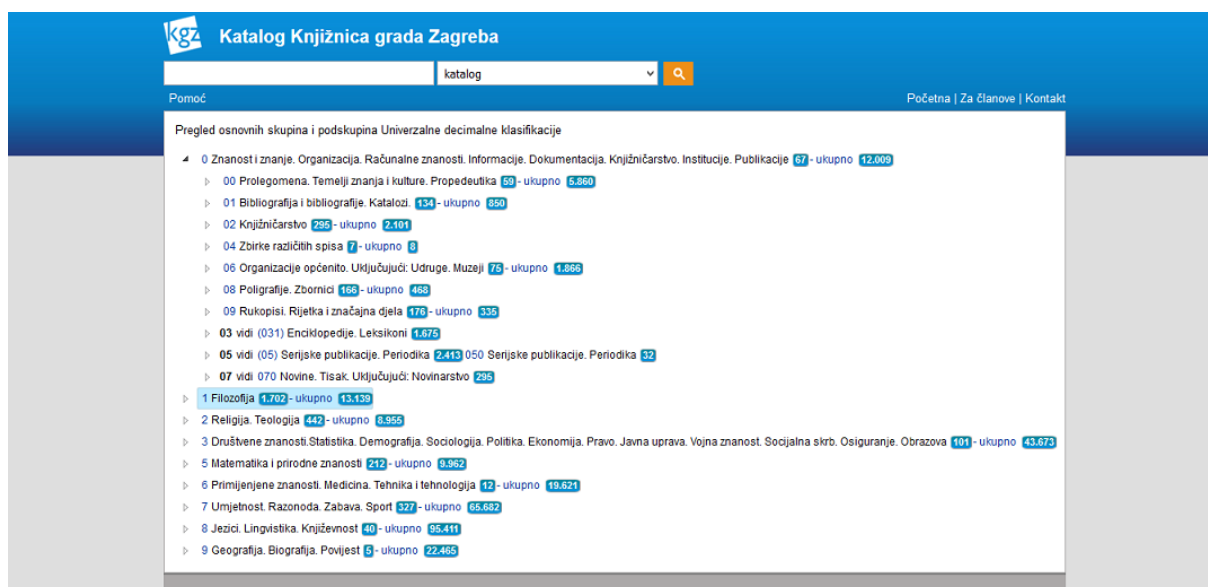 kgz Katalog Knjižnica grada Zagreba
katalog
Pomoć Početna | Za članove | Kontakt
Pregled osnovnih skupina i podskupina Univerzalne decimalne klasifikacije
0 Znanost i znanje. Organizacija. Računalne znanosti. Informacije. Dokumentacija. Knjižničarstvo. Institucije. Publikacije 67 - ukupno 12.009
00 Prolegomena. Temelji znanja i kulture. Propedeutika 59 - ukupno 5.860
01 Bibliografija i bibliografije. Katalozi. 134 - ukupno 850
02 Knjižničarstvo 295 - ukupno 2.101
04 Zbirke različitih spisa 7 - ukupno 8
06 Organizacije općenito. Uključujući: Udruge. Muzeji 75 - ukupno 1.866
08 Poligrafije. Zbornici 166 - ukupno 468
09 Rukopisi. Rijetka i značajna djela 176 - ukupno 335
03 vidi (031) Enciklopedije. Leksikoni 1.675
05 vidi (05) Serijske publikacije. Periodika 2.413 050 Serijske publikacije. Periodika 32
07 vidi 070 Novine. Tisak. Uključujući: Novinarstvo 295
1 Filozofija 1.702 - ukupno 13.139
2 Religija. Teologija 442 - ukupno 8.955
3 Društvene znanosti.Statistika. Demografija. Sociologija. Politika. Ekonomija. Pravo. Javna uprava. Vojna znanost. Socijalna skrb. Osiguranje. Obrazova 101 - ukupno 43.673
5 Matematika i prirodne znanosti 212 - ukupno 9.962
6 Primijenjene znanosti. Medicina. Tehnika i tehnologija 12 - ukupno 19.621
7 Umjetnost. Razonoda. Zabava. Sport 327 - ukupno 65.682
8 Jezici. Lingvistika. Književnost 40 - ukupno 95.411
9 Geografija. Biografija. Povijest 5 - ukupno 22.465